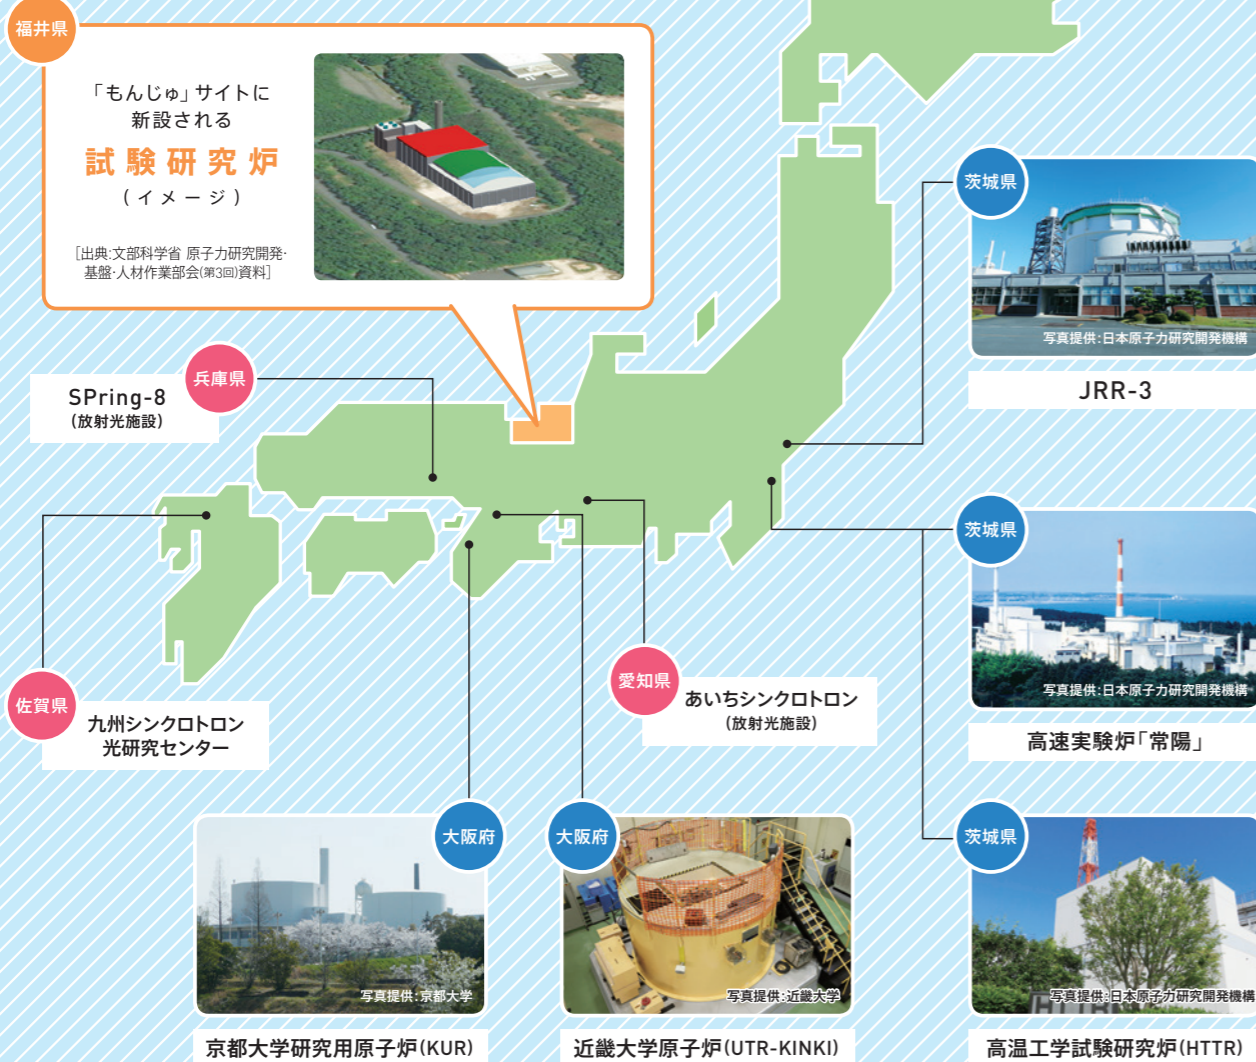 福井県
「もんじゅ」サイトに
新設される
試験研究炉
(イメージ)
[出典:文部科学省 原子力研究開発・
基盤・人材作業部会(第3回)資料]
茨城県
写真提供:日本原子力研究開発機構
JRR-3
兵庫県
SPring-8
(放射光施設)
茨城県
写真提供:日本原子力研究開発機構
高速実験炉「常陽」
佐賀県
九州シンクロトロン
光研究センター
愛知県
あいちシンクロトロン
(放射光施設)
大阪府
写真提供:京都大学
京都大学研究用原子炉(KUR)
大阪府
写真提供:近畿大学
近畿大学原子炉(UTR-KINKI)
茨城県
写真提供:日本原子力研究開発機構
高温工学試験研究炉(HTTR)